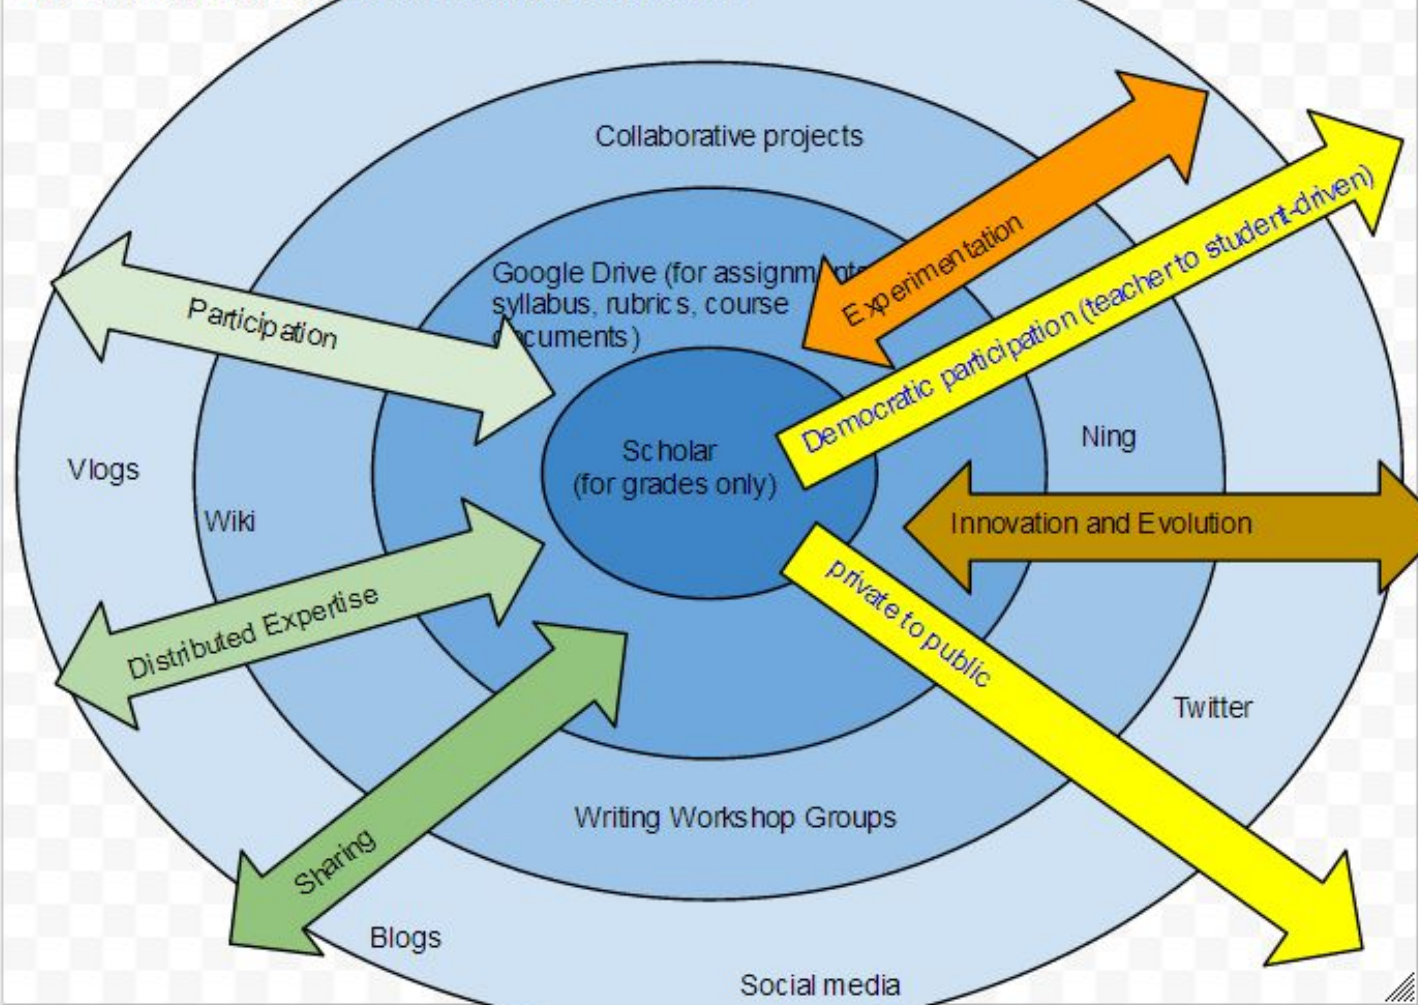 Collaborative projects
Experimentation
Democratic participation (teacher to student-driven)
Google Drive (for assignments
syllabus, rubrics, course
documents)
Participation
Scholar
(for grades only)
Ning
Vlogs
Wiki
Innovation and Evolution
Distributed Expertise
private to public
Twitter
Writing Workshop Groups
Sharing
Blogs
Social media